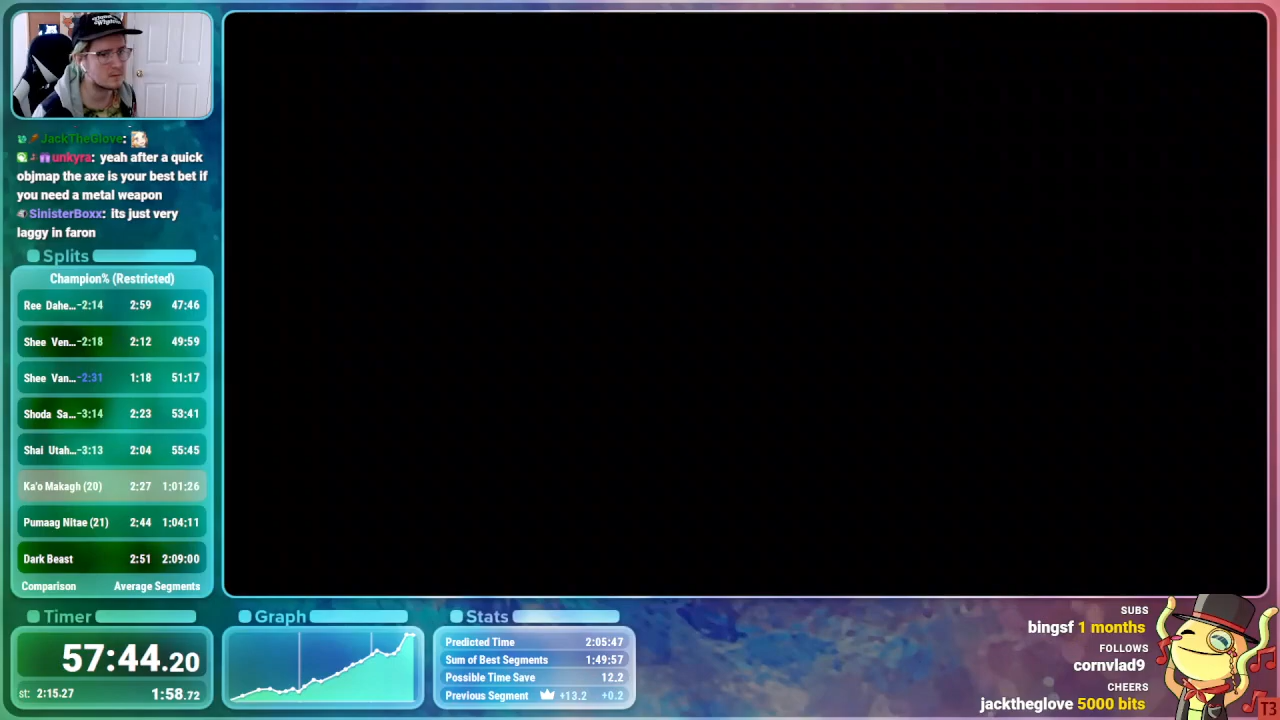 JackTheGlove:
unkyra: yeah after a quick
objmap the axe is your best bet if
you need a metal weapon
SinisterBoxx: its just very
laggy in faron
Splits
Champion% (Restricted)
Ree Dahe...-2:14 2:59 47:46
Shee Ven...-2:18 2:12 49:59
Shee Van...-2:31 1:18 51:17
Shoda Sa...-3:14 2:23 53:41
Shai Utah...-3:13 2:04 55:45
Ka'o Makagh (20) 2:27 1:01:26
Pumaag Nitae (21) 2:44 1:04:11
Dark Beast 2:51 2:09:00
Comparison Average Segments
Timer
57:44.20
st: 2:15.27 1:58.72
Graph
Stats
Predicted Time 2:05:47
Sum of Best Segments 1:49:57
Possible Time Save 12.2
Previous Segment +13.2 +0.2
SUBS
bingsf 1 months
FOLLOWS
cornvlad9
CHEERS
jacktheglove 5000 bits
T3